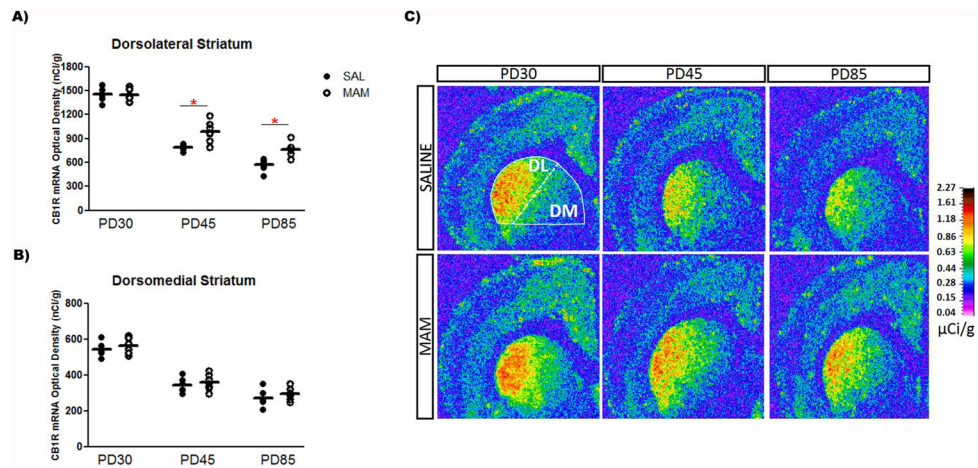 A)
Dorsolateral Striatum
CB1R mRNA Optical Density (nCi/g)
1800
1500
1200
900
600
300
0
*
*
PD30
PD45
PD85
SAL
MAM
B)
Dorsomedial Striatum
CB1R mRNA Optical Density (nCi/g)
800
600
400
200
0
PD30
PD45
PD85
C)
PD30
PD45
PD85
SALINE
DL
DM
MAM
2.27
1.61
1.18
0.86
0.63
0.44
0.28
0.15
0.04
μCi/g